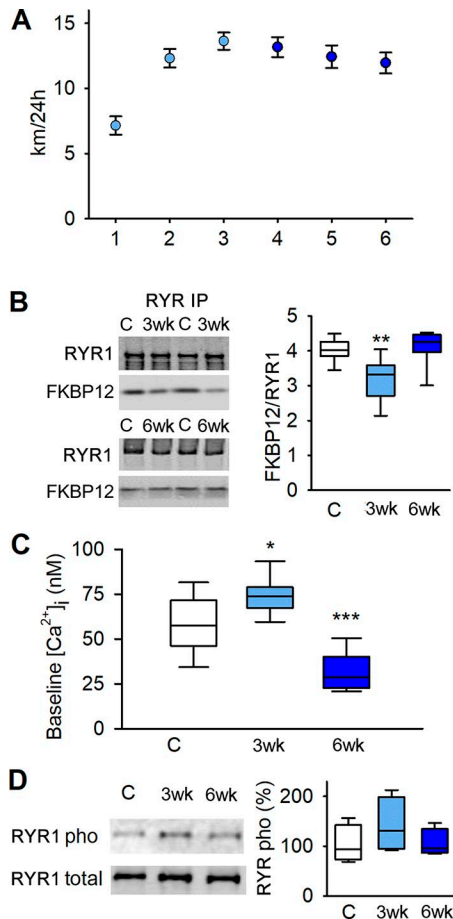 A
15
10
5
0
km/24h
1 2 3 4 5 6
B
RYR IP
C 3wk C 3wk
RYR1
FKBP12
C 6wk C 6wk
RYR1
FKBP12
5
4
3
2
1
0
FKBP12/RYR1
**
C 3wk 6wk
C
100
75
50
25
0
Baseline [Ca2+]i (nM)
*
***
C 3wk 6wk
D
C 3wk 6wk
RYR1 pho
RYR1 total
RYR pho (%)
200
100
0
C 3wk 6wk